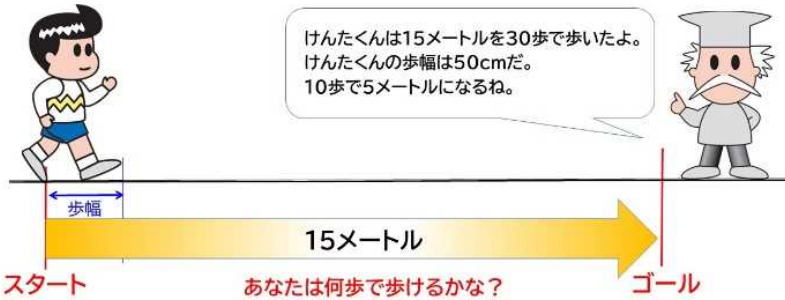 けんたくんは15メートルを30歩で歩いたよ。
けんたくんの歩幅は50cmだ。
10歩で5メートルになるね。
歩幅
15メートル
スタート
あなたは何歩で歩けるかな？
ゴール